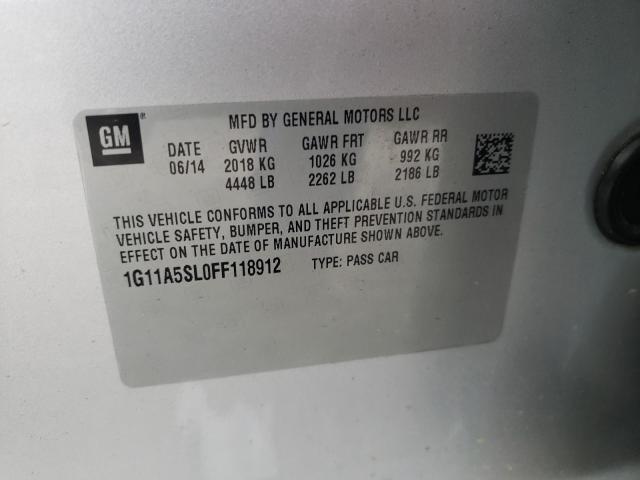 GM
MFD BY GENERAL MOTORS LLC
DATE GVWR GAWR FRT GAWR RR
06/14 2018 KG 1026 KG 992 KG
4448 LB 2262 LB 2186 LB
THIS VEHICLE CONFORMS TO ALL APPLICABLE U.S. FEDERAL MOTOR
VEHICLE SAFETY, BUMPER, AND THEFT PREVENTION STANDARDS IN
EFFECT ON THE DATE OF MANUFACTURE SHOWN ABOVE.
1G11A5SL0FF118912 TYPE: PASS CAR